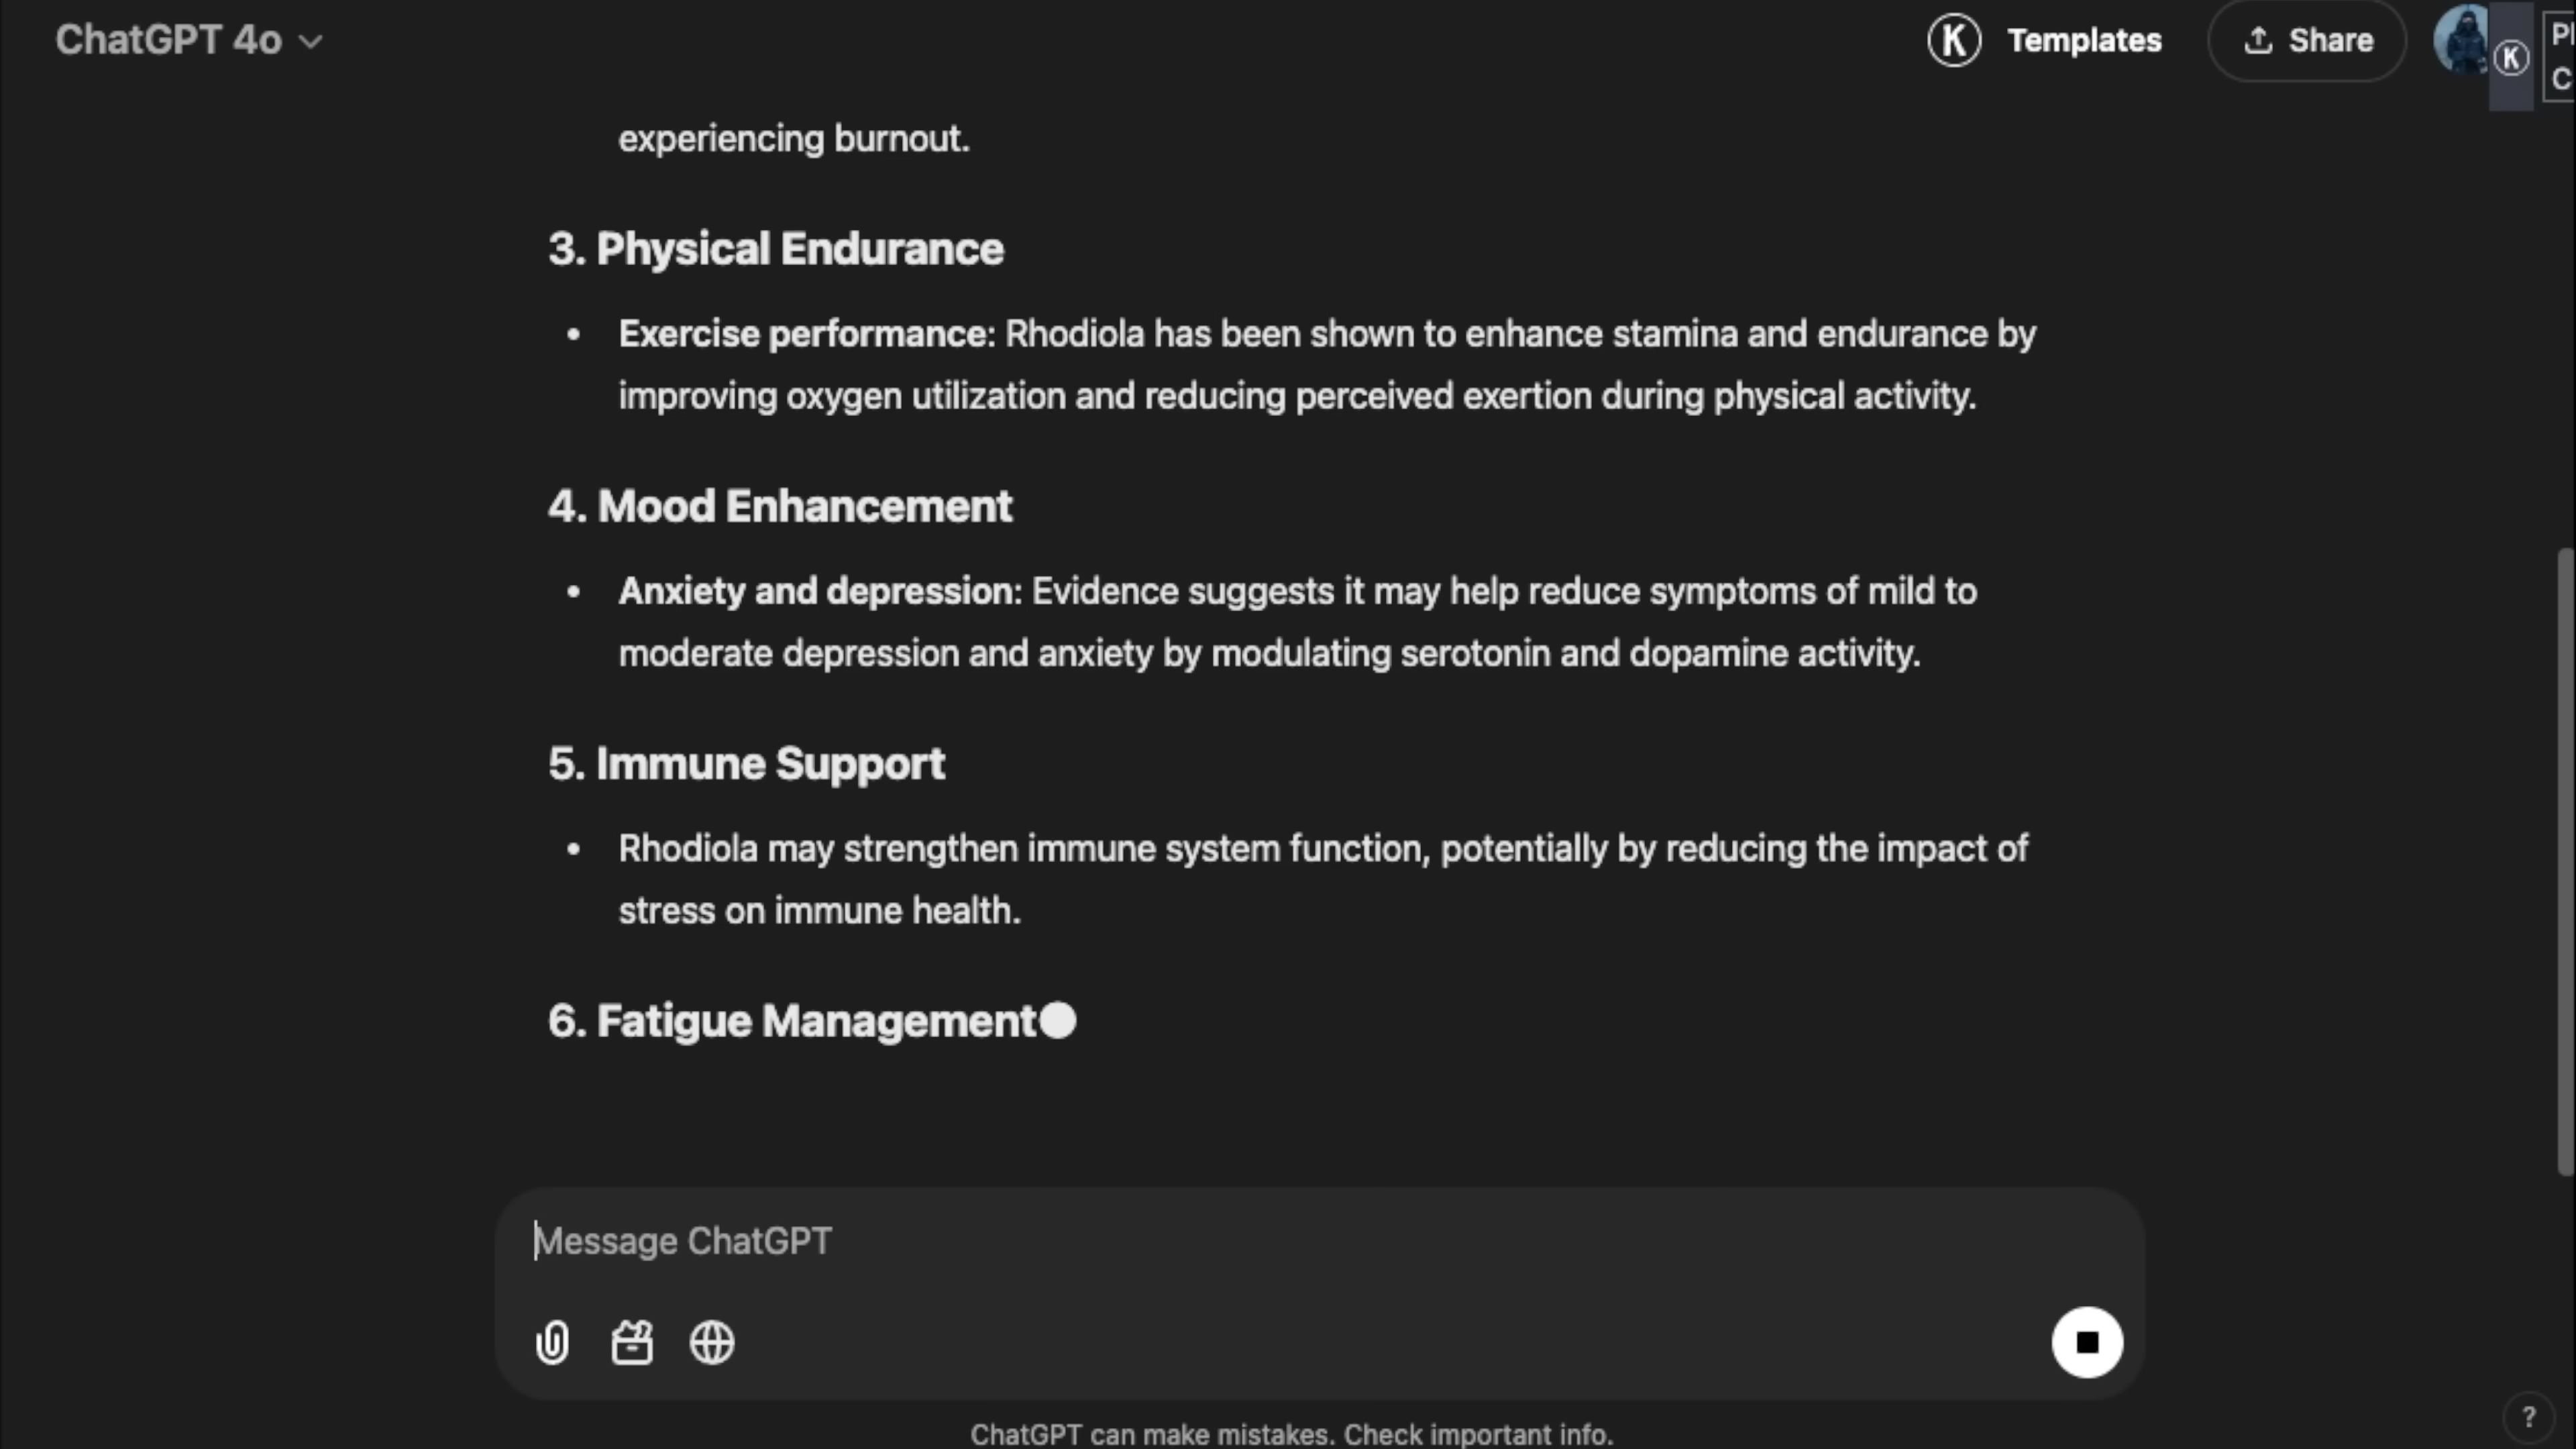 ChatGPT 4o
K Templates
Share
K
experiencing burnout.
3. Physical Endurance
• Exercise performance: Rhodiola has been shown to enhance stamina and endurance by
improving oxygen utilization and reducing perceived exertion during physical activity.
4. Mood Enhancement
• Anxiety and depression: Evidence suggests it may help reduce symptoms of mild to
moderate depression and anxiety by modulating serotonin and dopamine activity.
5. Immune Support
• Rhodiola may strengthen immune system function, potentially by reducing the impact of
stress on immune health.
6. Fatigue Management
Message ChatGPT
ChatGPT can make mistakes. Check important info.
?